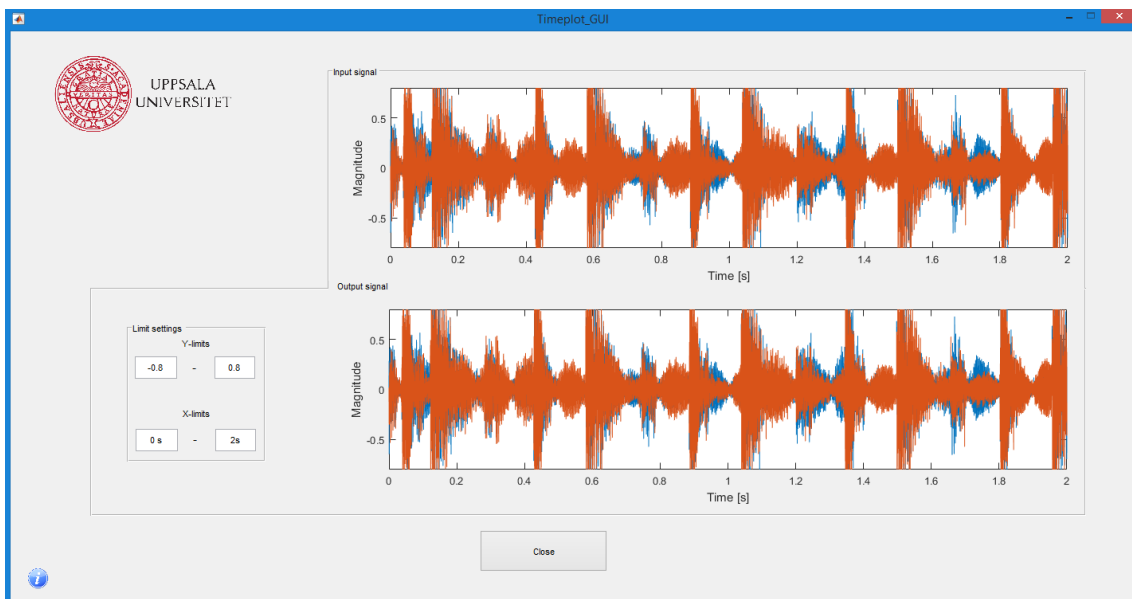 Timeplot_GUI
UPPSALA
UNIVERSITET
Input signal
Magnitude
0.5
0
-0.5
0 0.2 0.4 0.6 0.8 1 1.2 1.4 1.6 1.8 2
Time [s]
Output signal
Magnitude
0.5
0
-0.5
0 0.2 0.4 0.6 0.8 1 1.2 1.4 1.6 1.8 2
Time [s]
Limit settings
Y-limits
-0.8 - 0.8
X-limits
0 s - 2s
Close